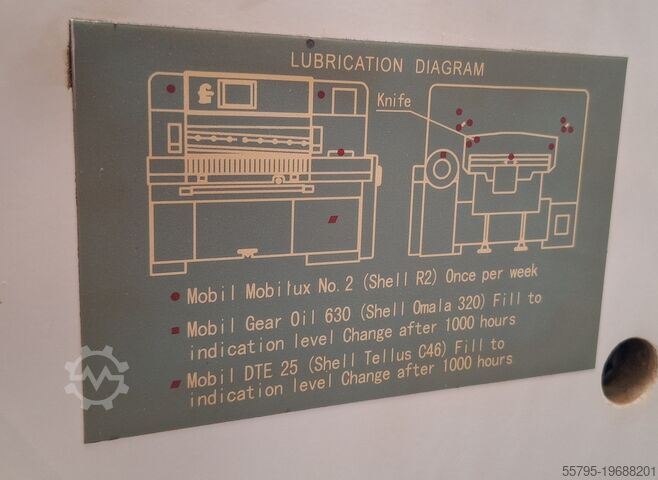 LUBRICATION DIAGRAM
Knife
Mobil Mobilux No. 2 (Shell R2) Once per week
Mobil Gear Oil 630 (Shell Omala 320) Fill to
indication level Change after 1000 hours
Mobil DTE 25 (Shell Tellus C46) Fill to
indication level Change after 1000 hours
55795-19688201